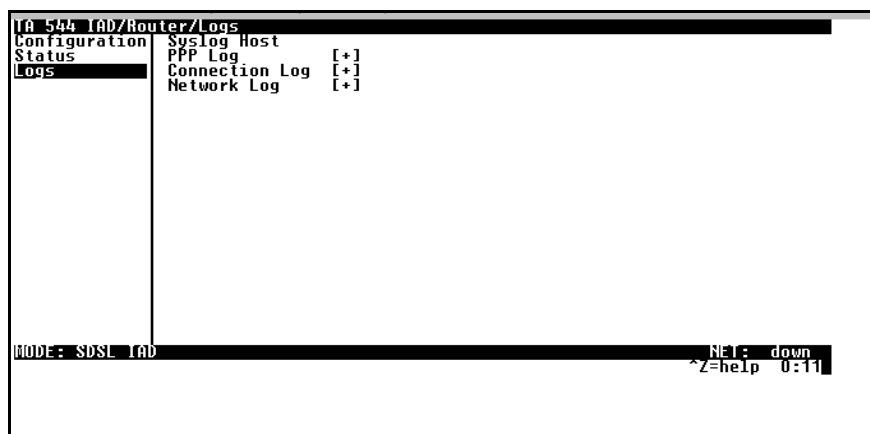 TA 544 IAD/Router/Logs
Configuration Syslog Host
Status PPP Log [+]
Logs Connection Log [+]
Network Log [+]
MODE: SDSL IAD NET: down
^Z=help 0:11